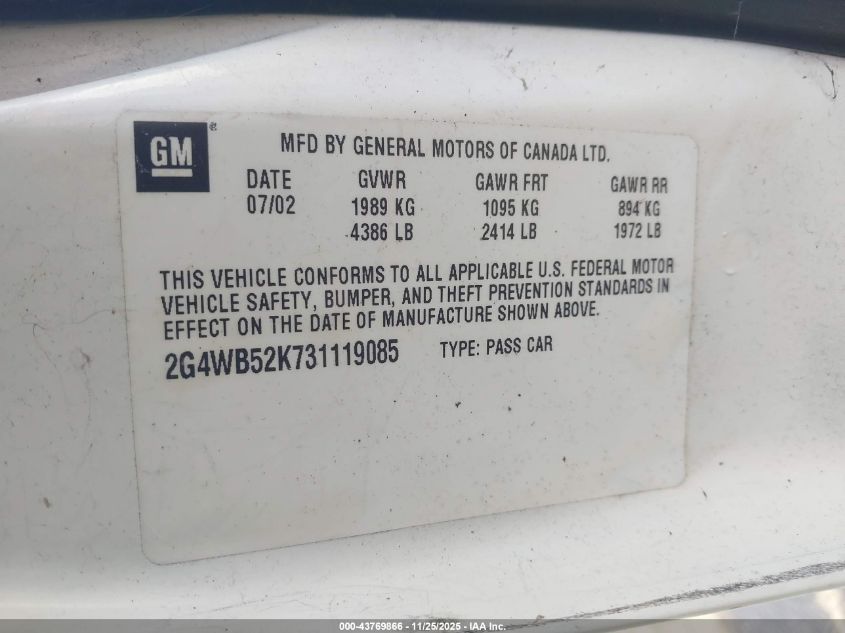 GM®
MFD BY GENERAL MOTORS OF CANADA LTD.
DATE GVWR GAWR FRT GAWR RR
07/02 1989 KG 1095 KG 894 KG
4386 LB 2414 LB 1972 LB
THIS VEHICLE CONFORMS TO ALL APPLICABLE U.S. FEDERAL MOTOR
VEHICLE SAFETY, BUMPER, AND THEFT PREVENTION STANDARDS IN
EFFECT ON THE DATE OF MANUFACTURE SHOWN ABOVE.
2G4WB52K731119085 TYPE: PASS CAR
000-43769866 - 11/25/2025 - IAA Inc.